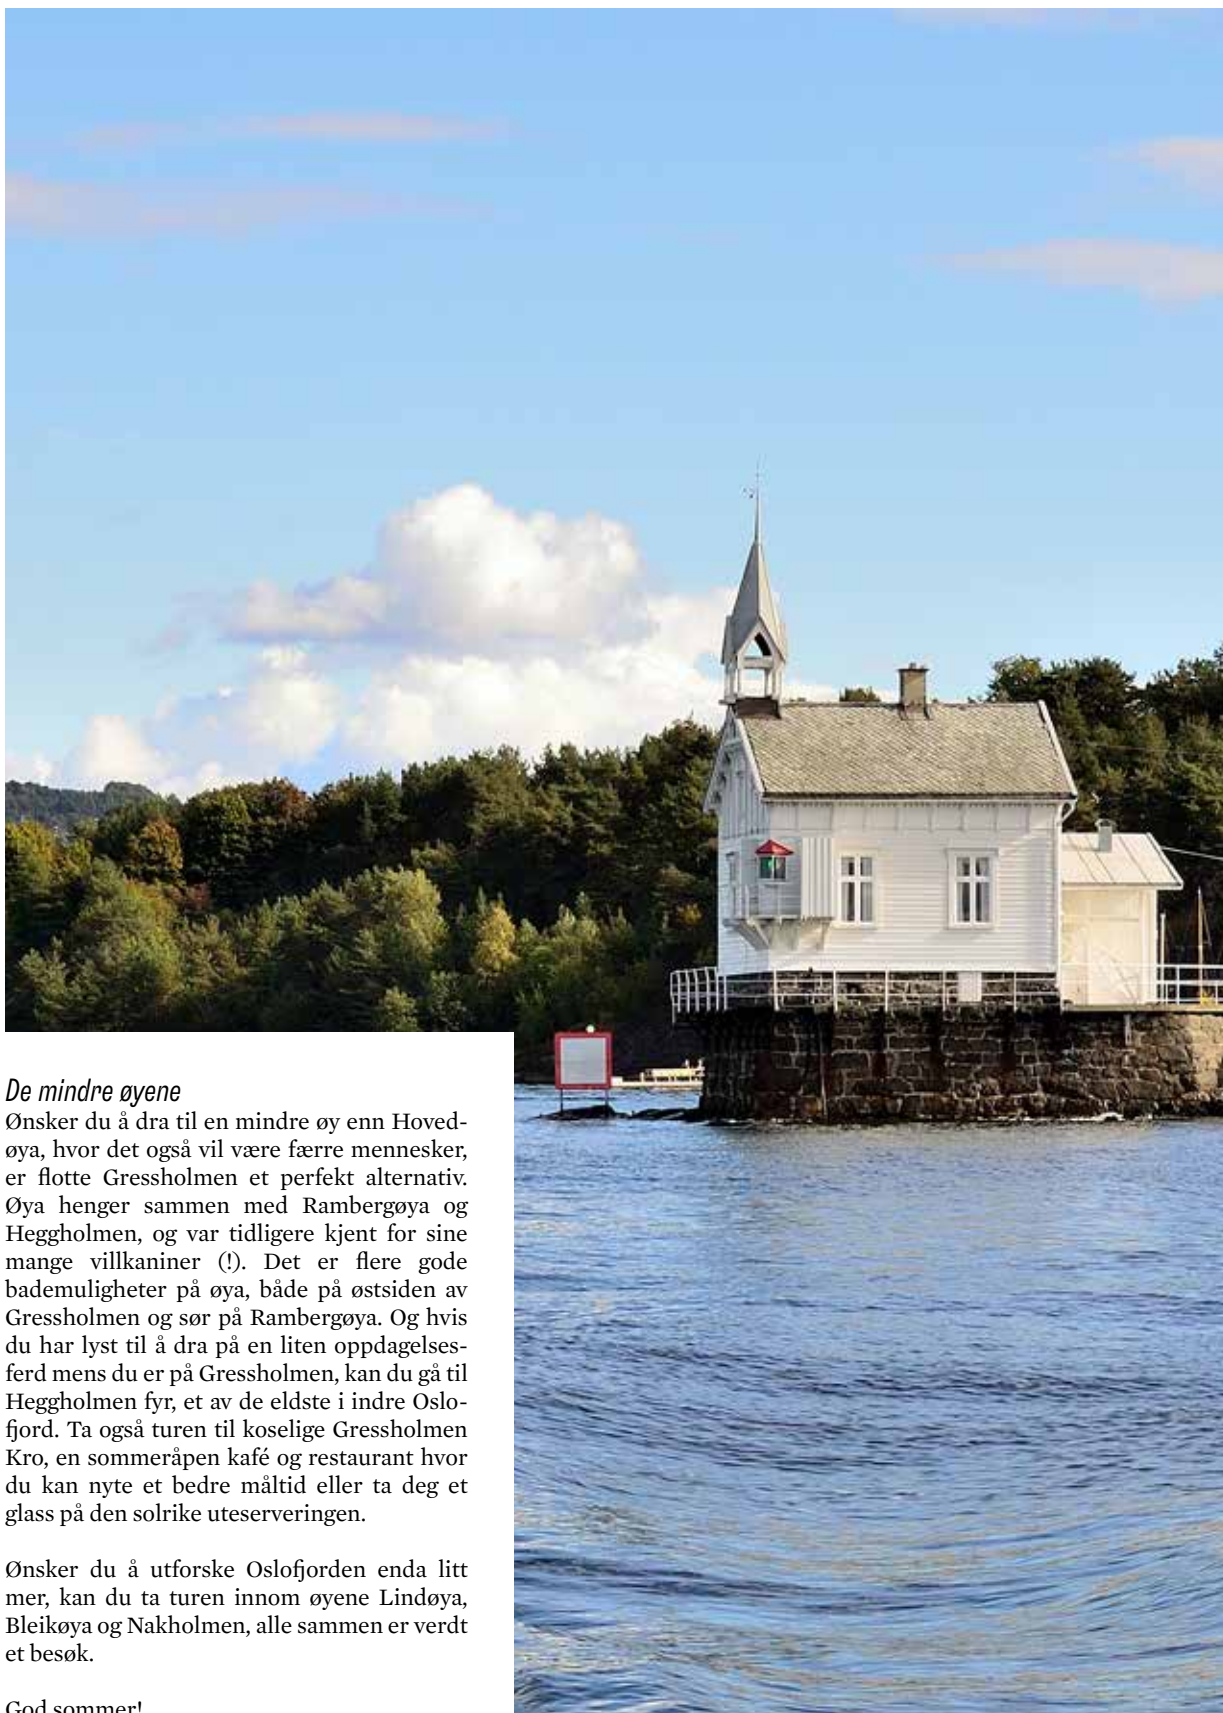 De mindre øyene
Ønsker du å dra til en mindre øy enn Hoved-
øya, hvor det også vil være færre mennesker,
er flotte Gressholmen et perfekt alternativ.
Øya henger sammen med Rambergøya og
Heggholmen, og var tidligere kjent for sine
mange villkaniner (!). Det er flere gode
bademuligheter på øya, både på østsiden av
Gressholmen og sør på Rambergøya. Og hvis
du har lyst til å dra på en liten oppdagelses-
ferd mens du er på Gressholmen, kan du gå til
Heggholmen fyr, et av de eldste i indre Oslo-
fjord. Ta også turen til koselige Gressholmen
Kro, en sommeråpen kafé og restaurant hvor
du kan nyte et bedre måltid eller ta deg et
glass på den solrike uteserveringen.
Ønsker du å utforske Oslofjorden enda litt
mer, kan du ta turen innom øyene Lindøya,
Bleikøya og Nakholmen, alle sammen er verdt
et besøk.
God sommer!